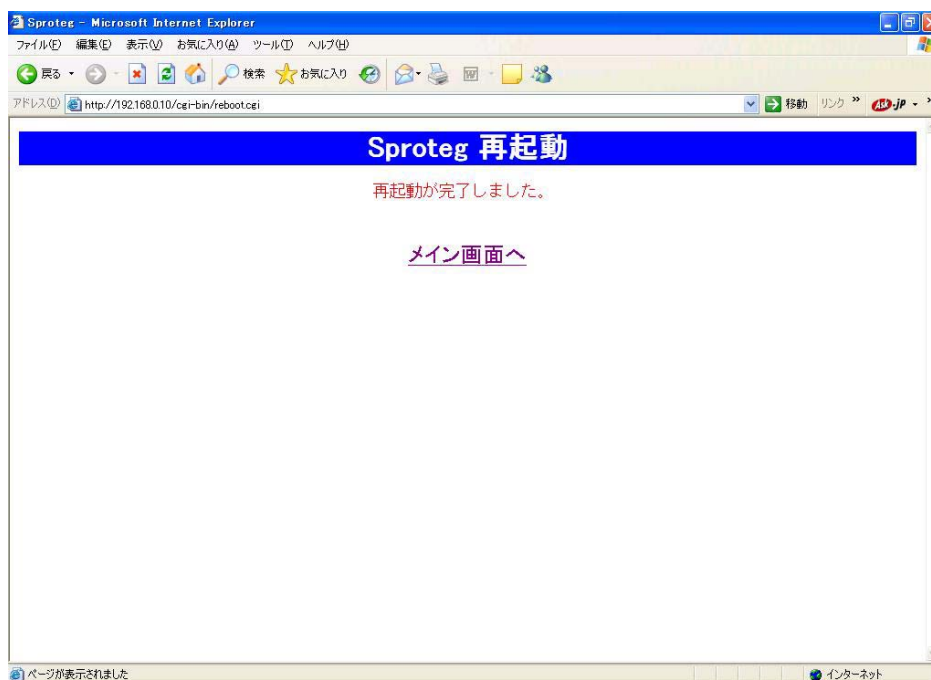 Sproteg - Microsoft Internet Explorer
ファイル(F) 編集(E) 表示(V) お気に入り(A) ツール(T) ヘルプ(H)
戻る 検索 お気に入り
アドレス(D) http://192.168.0.10/cgi-bin/reboot.cgi 移動 リンク » Ask.jP
Sproteg 再起動
再起動が完了しました。
メイン画面へ
ページが表示されました インターネット